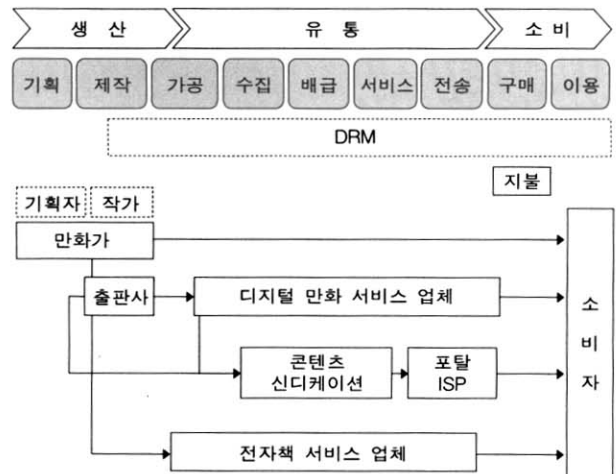 생 산 유 통 소 비
기획 제작 가공 수집 배급 서비스 전송 구매 이용
DRM
지불
기획자 작가
만화가
출판사 디지털 만화 서비스 업체
콘텐츠
신디케이션
포탈
ISP
전자책 서비스 업체
소
비
자